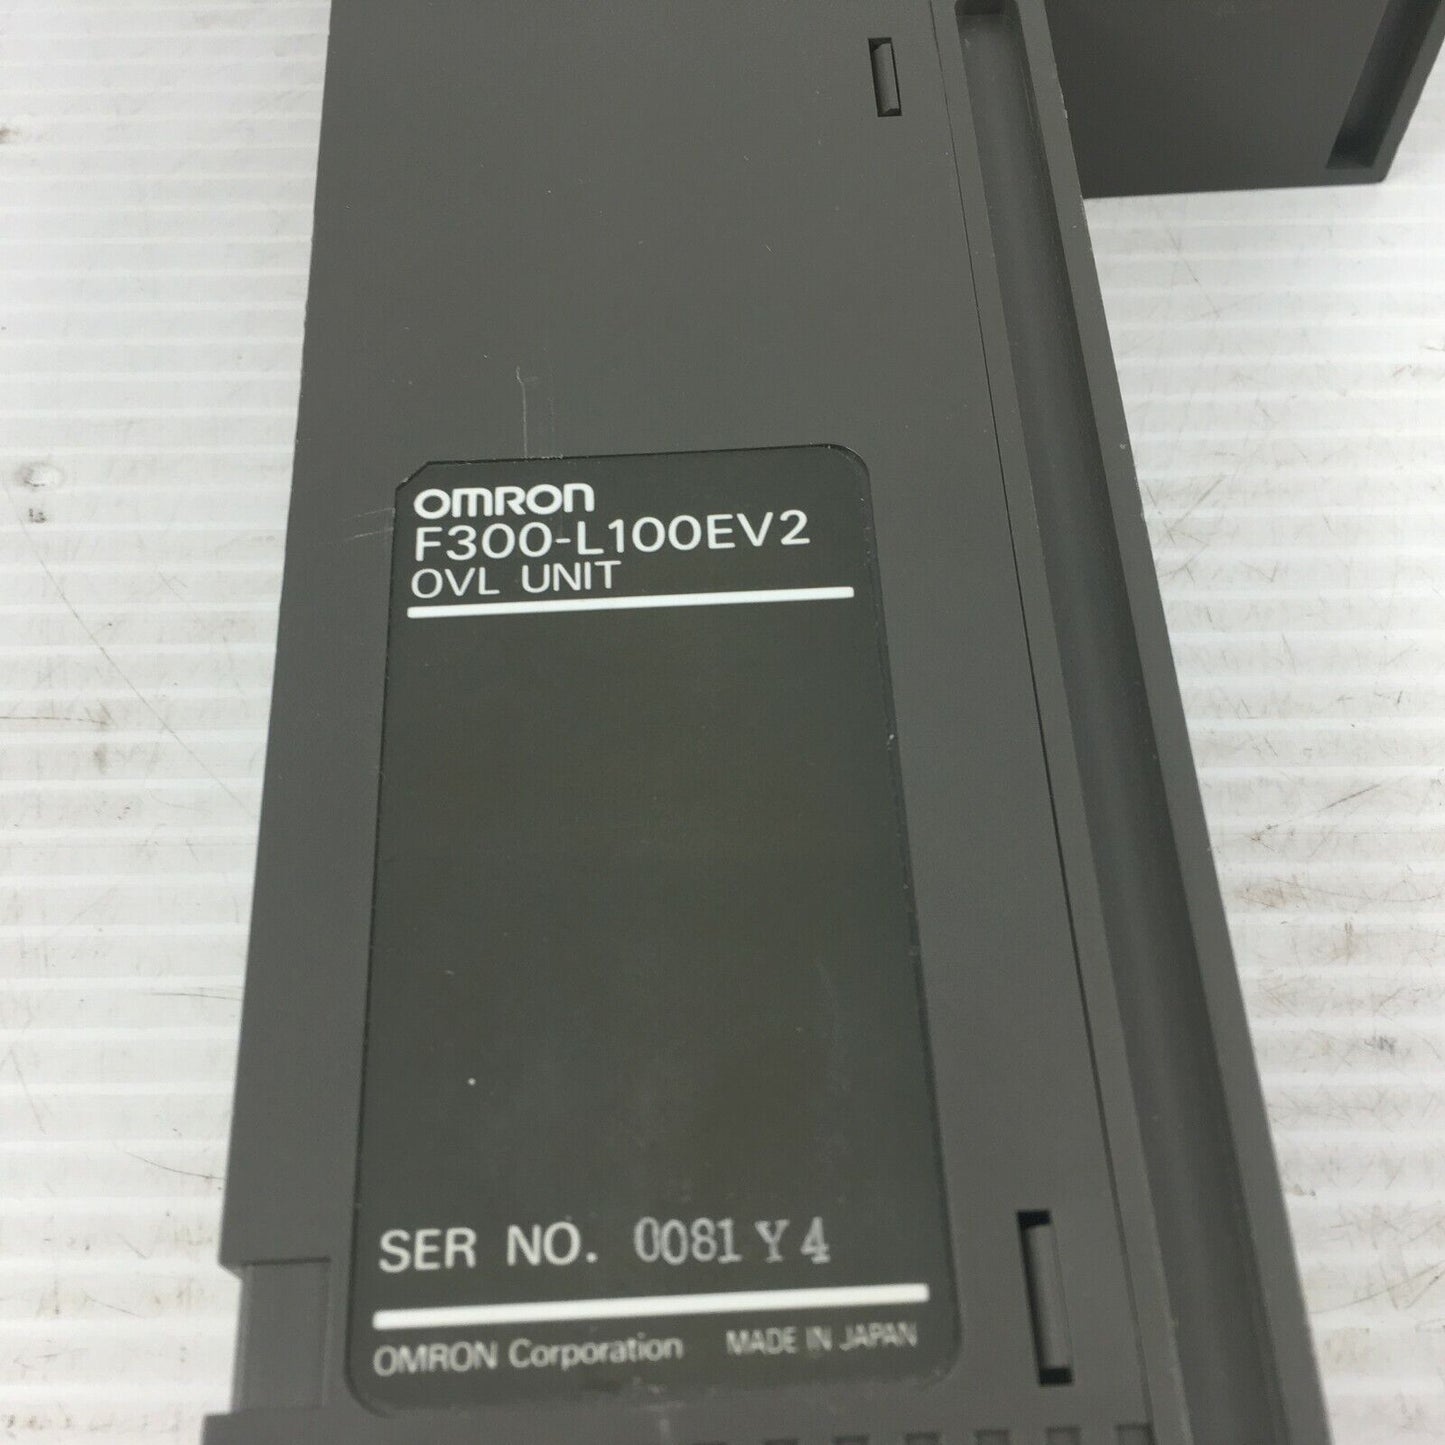 OMRON
F300-L100EV2
OVL UNIT
SER NO. 0081 Y 4
OMRON Corporation MADE IN JAPAN